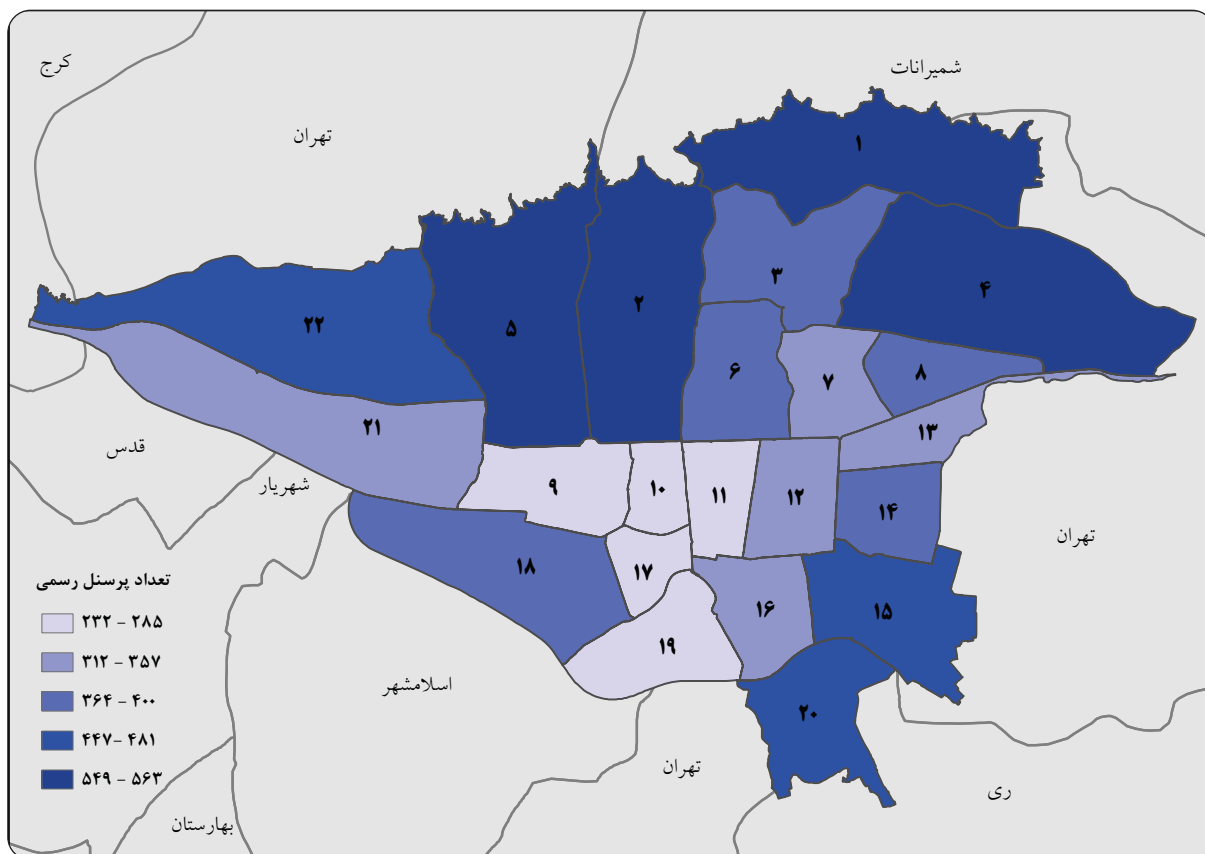 کرج
شمیرانات
تهران
۱
۳
۴
۲
۵
۲۲
۶
۷
۸
۲۱
۱۳
قدس
شهریار
۹
۱۰
۱۱
۱۲
۱۴
تهران
۱۸
۱۷
۱۶
۱۵
۱۹
۲۰
اسلامشهر
تهران
ری
بهارستان
تعداد پرسنل رسمی
۲۳۲ - ۲۸۵
۳۱۲ - ۳۵۷
۳۶۴ - ۴۰۰
۴۴۷- ۴۸۱
۵۴۹ - ۵۶۳